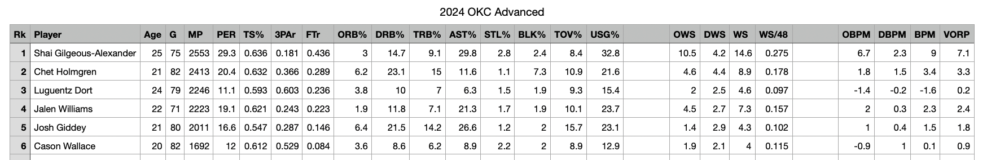 2024 OKC Advanced
Rk Player Age G MP PER TS% 3PAr FTr ORB% DRB% TRB% AST% STL% BLK% TOV% USG% OWS DWS WS WS/48 OBPM DBPM BPM VORP
1 Shai Gilgeous-Alexander 25 75 2553 29.3 0.636 0.181 0.436 3 14.7 9.1 29.8 2.8 2.4 8.4 32.8 10.5 4.2 14.6 0.275 6.7 2.3 9 7.1
2 Chet Holmgren 21 82 2413 20.4 0.632 0.366 0.289 6.2 23.1 15 11.6 1.1 7.3 10.9 21.6 4.6 4.4 8.9 0.178 1.8 1.5 3.4 3.3
3 Luguentz Dort 24 79 2246 11.1 0.593 0.603 0.236 3.8 10 7 6.3 1.5 1.9 9.3 15.4 2 2.5 4.6 0.097 -1.4 -0.2 -1.6 0.2
4 Jalen Williams 22 71 2223 19.1 0.621 0.243 0.223 1.9 11.8 7.1 21.3 1.7 1.9 10.1 23.7 4.5 2.7 7.3 0.157 2 0.3 2.3 2.4
5 Josh Giddey 21 80 2011 16.6 0.547 0.287 0.146 6.4 21.5 14.2 26.6 1.2 2 15.7 23.1 1.4 2.9 4.3 0.102 1 0.4 1.5 1.8
6 Cason Wallace 20 82 1692 12 0.612 0.529 0.084 3.6 8.6 6.2 8.9 2.2 2 8.9 12.9 1.9 2.1 4 0.115 -0.9 1 0.1 0.9